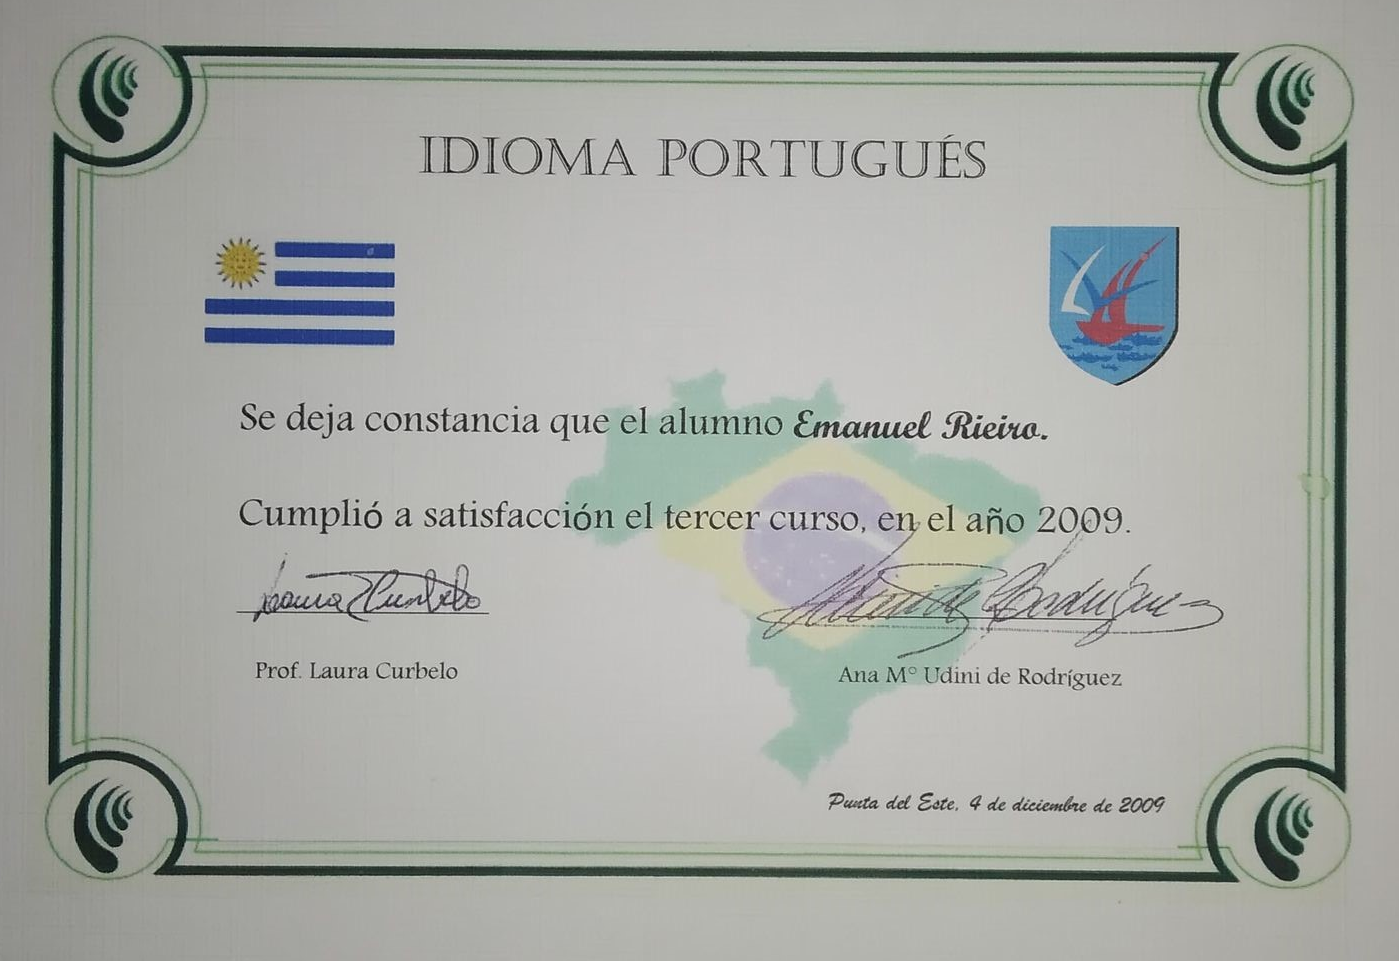 IDIOMA PORTUGUÉS
Se deja constancia que el alumno Emanuel Rieiro.
Cumplió a satisfacción el tercer curso, en el año 2009.
Laura Curbelo
Prof. Laura Curbelo
Ana Mº Udini de Rodríguez
Punta del Este, 4 de diciembre de 2009